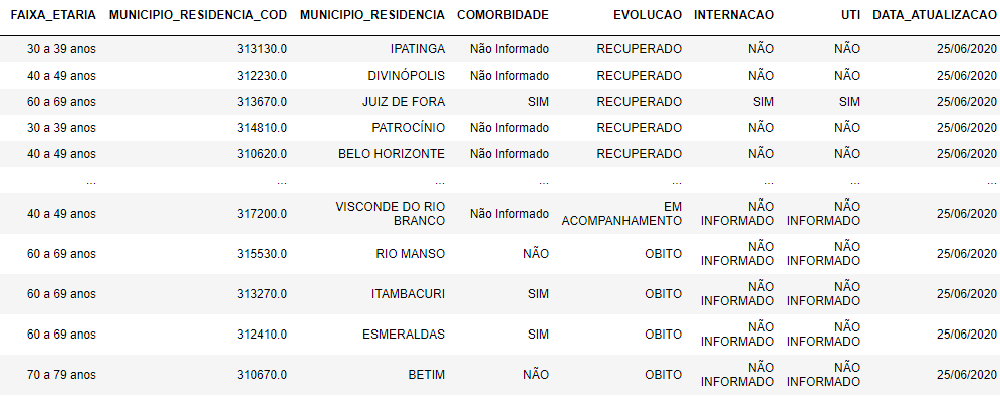 FAIXA_ETARIA MUNICIPIO_RESIDENCIA_COD MUNICIPIO_RESIDENCIA COMORBIDADE EVOLUCAO INTERNACAO UTI DATA_ATUALIZACAO
30 a 39 anos 313130.0 IPATINGA Não Informado RECUPERADO NÃO NÃO 25/06/2020
40 a 49 anos 312230.0 DIVINÓPOLIS Não Informado RECUPERADO NÃO NÃO 25/06/2020
60 a 69 anos 313670.0 JUIZ DE FORA SIM RECUPERADO SIM SIM 25/06/2020
30 a 39 anos 314810.0 PATROCÍNIO Não Informado RECUPERADO NÃO NÃO 25/06/2020
40 a 49 anos 310620.0 BELO HORIZONTE Não Informado RECUPERADO NÃO NÃO 25/06/2020
... ... ... ... ... ... ... ...
40 a 49 anos 317200.0 VISCONDE DO RIO BRANCO Não Informado EM ACOMPANHAMENTO NÃO INFORMADO NÃO INFORMADO 25/06/2020
60 a 69 anos 315530.0 RIO MANSO NÃO OBITO NÃO INFORMADO NÃO INFORMADO 25/06/2020
60 a 69 anos 313270.0 ITAMBACURI SIM OBITO NÃO INFORMADO NÃO INFORMADO 25/06/2020
60 a 69 anos 312410.0 ESMERALDAS SIM OBITO NÃO INFORMADO NÃO INFORMADO 25/06/2020
70 a 79 anos 310670.0 BETIM NÃO OBITO NÃO INFORMADO NÃO INFORMADO 25/06/2020